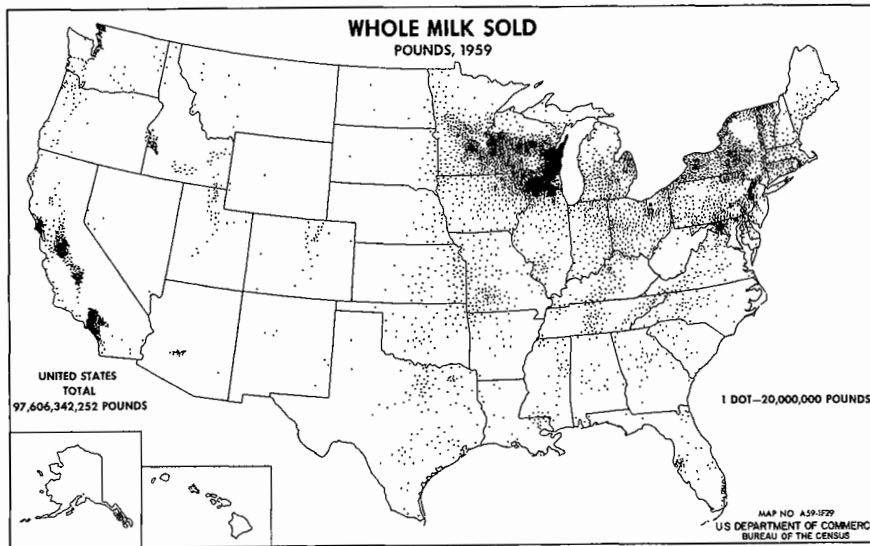 WHOLE MILK SOLD
POUNDS, 1959
UNITED STATES
TOTAL
97,606,342,252 POUNDS
1 DOT—20,000,000 POUNDS
MAP NO A59-1F29
US DEPARTMENT OF COMMERC
BUREAU OF THE CENSUS